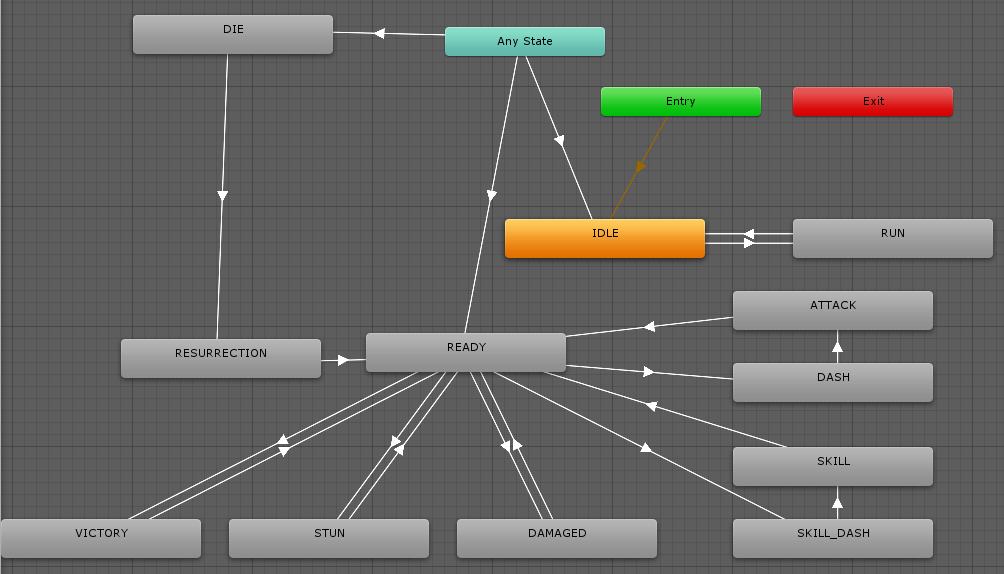 DIE
Any State
Entry
Exit
IDLE
RUN
ATTACK
RESURRECTION
READY
DASH
SKILL
VICTORY
STUN
DAMAGED
SKILL_DASH